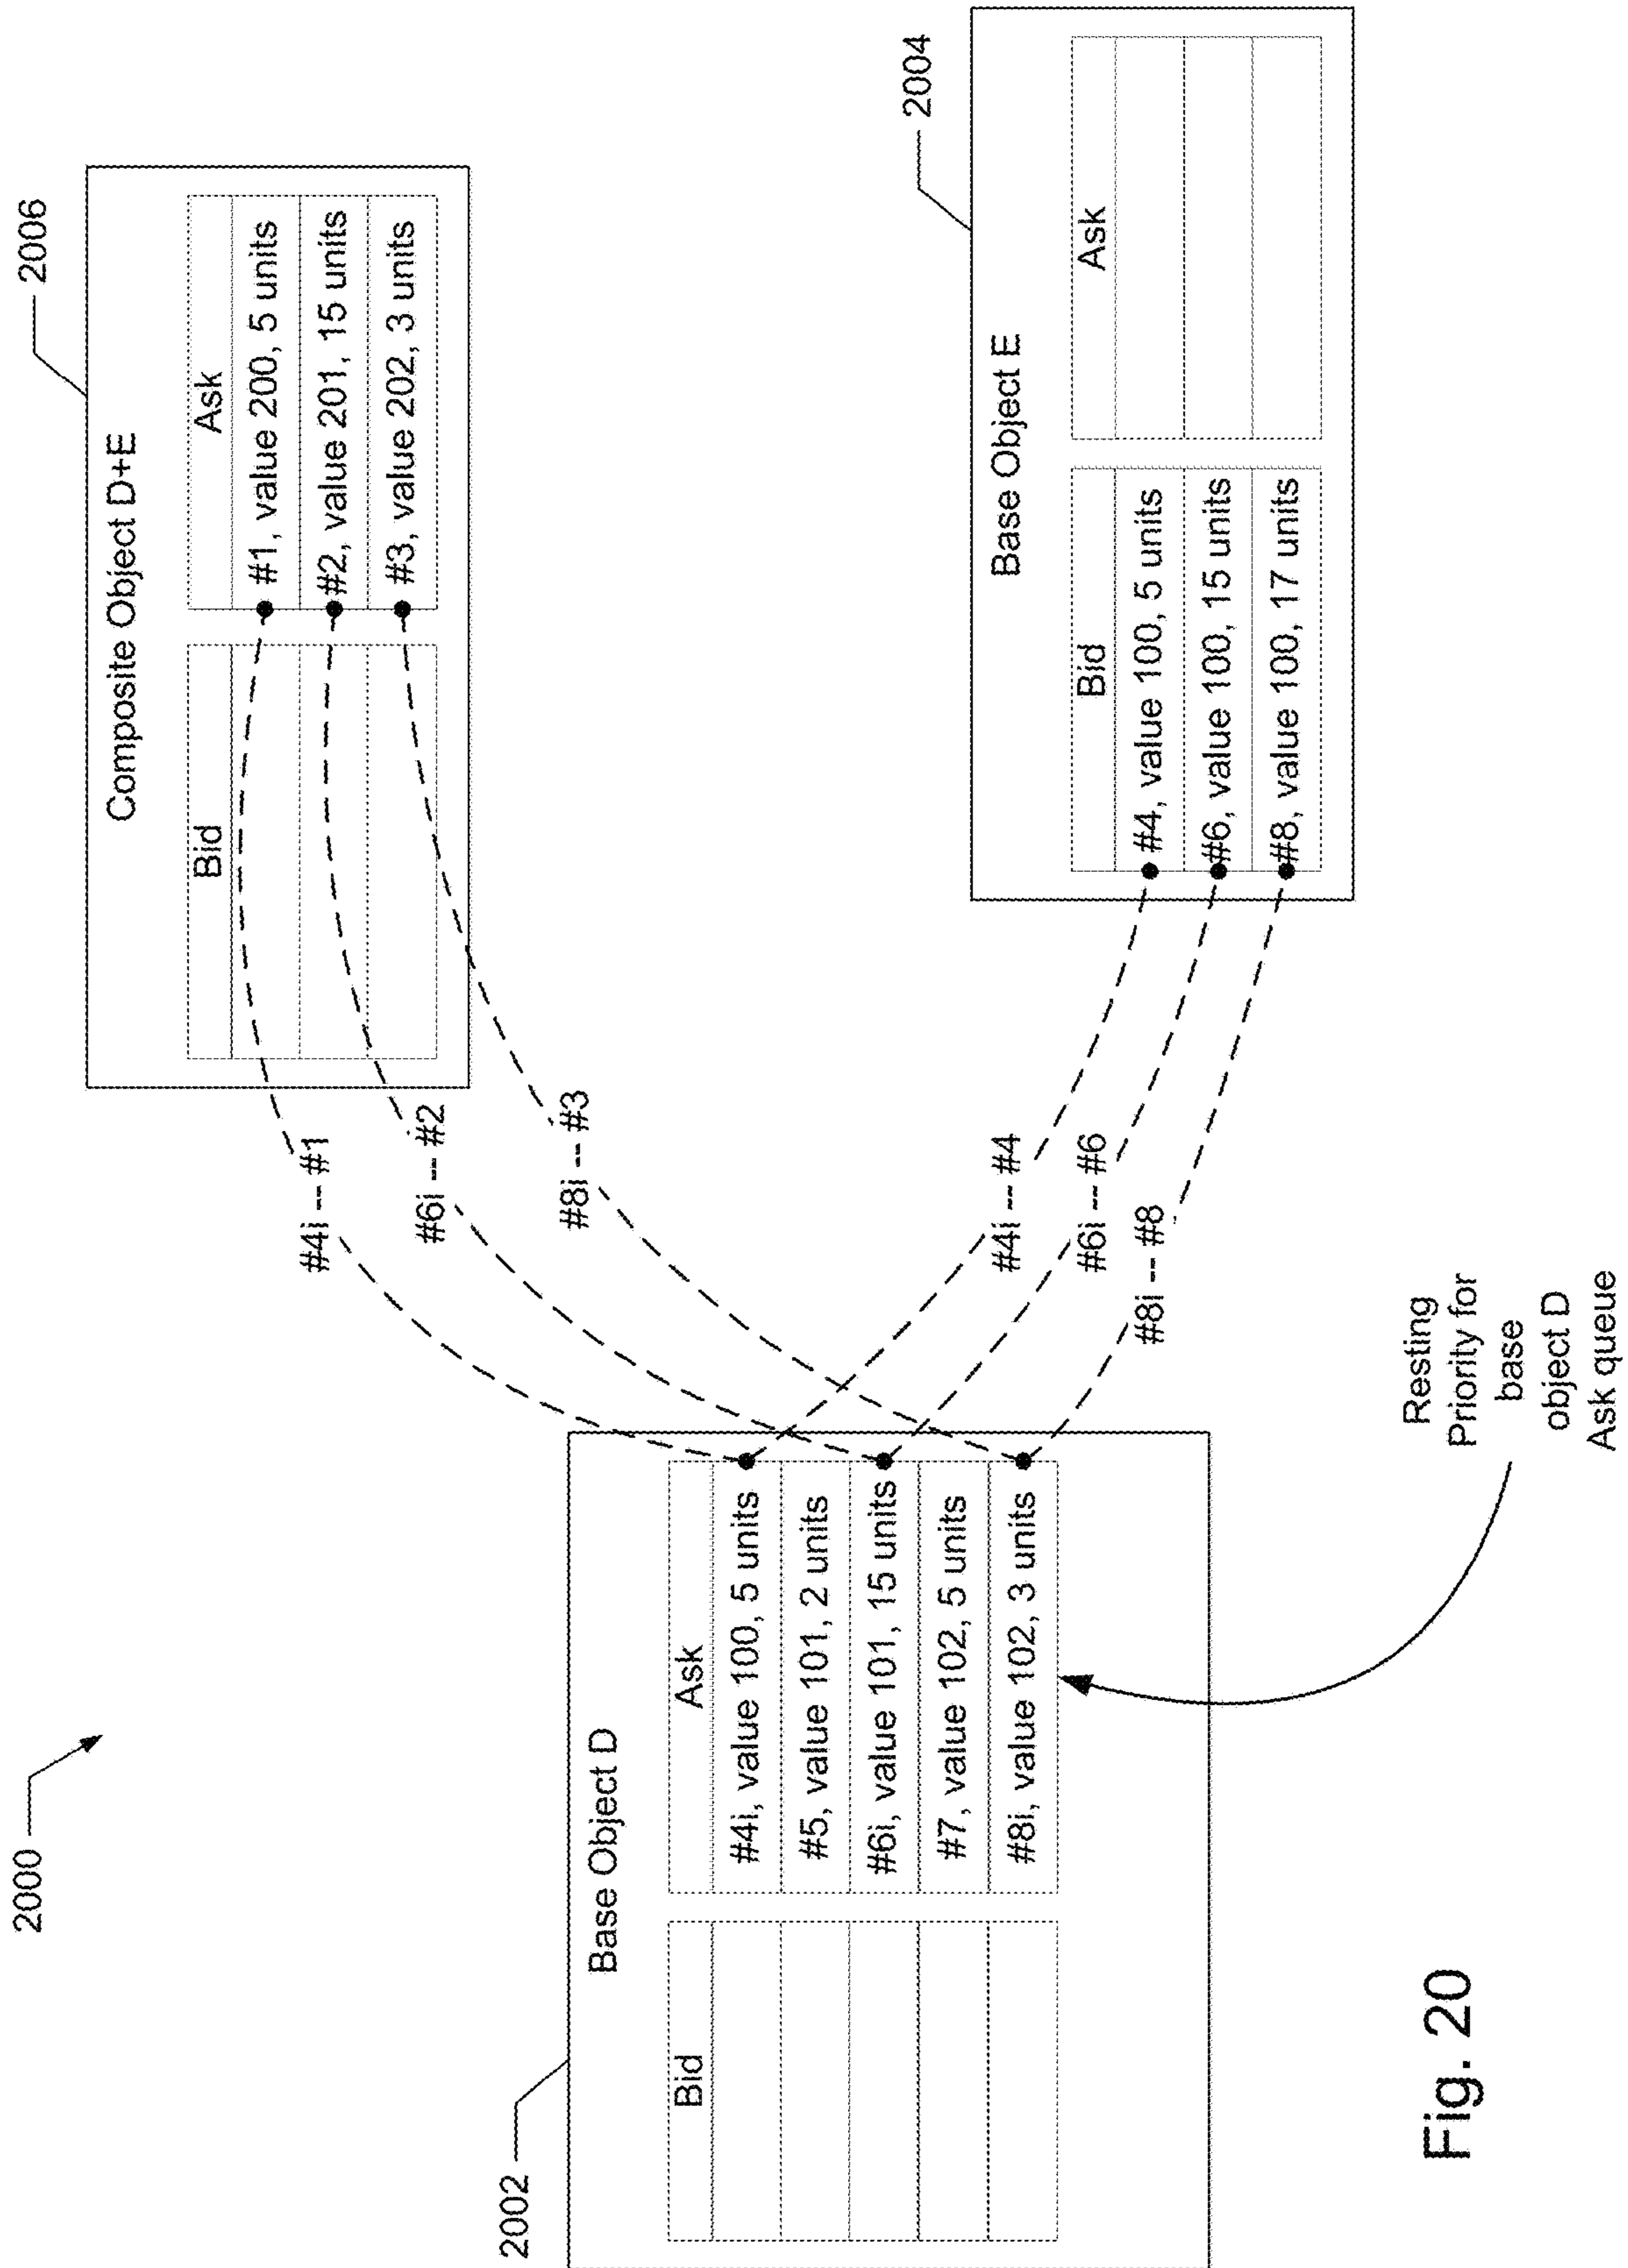 2000
2006
Composite Object D+E
Bid
Ask
#1, value 200, 5 units
#2, value 201, 15 units
#3, value 202, 3 units
#4i -- #1
#6i -- #2
#8i -- #3
2002
Base Object D
Bid
Ask
#4i, value 100, 5 units
#5, value 101, 2 units
#6i, value 101, 15 units
#7, value 102, 5 units
#8i, value 102, 3 units
2004
Base Object E
Bid
Ask
#4, value 100, 5 units
#6, value 100, 15 units
#8, value 100, 17 units
#4i -- #4
#6i -- #6
#8i -- #8
Resting
Priority for
base
object D
Ask queue
Fig. 20